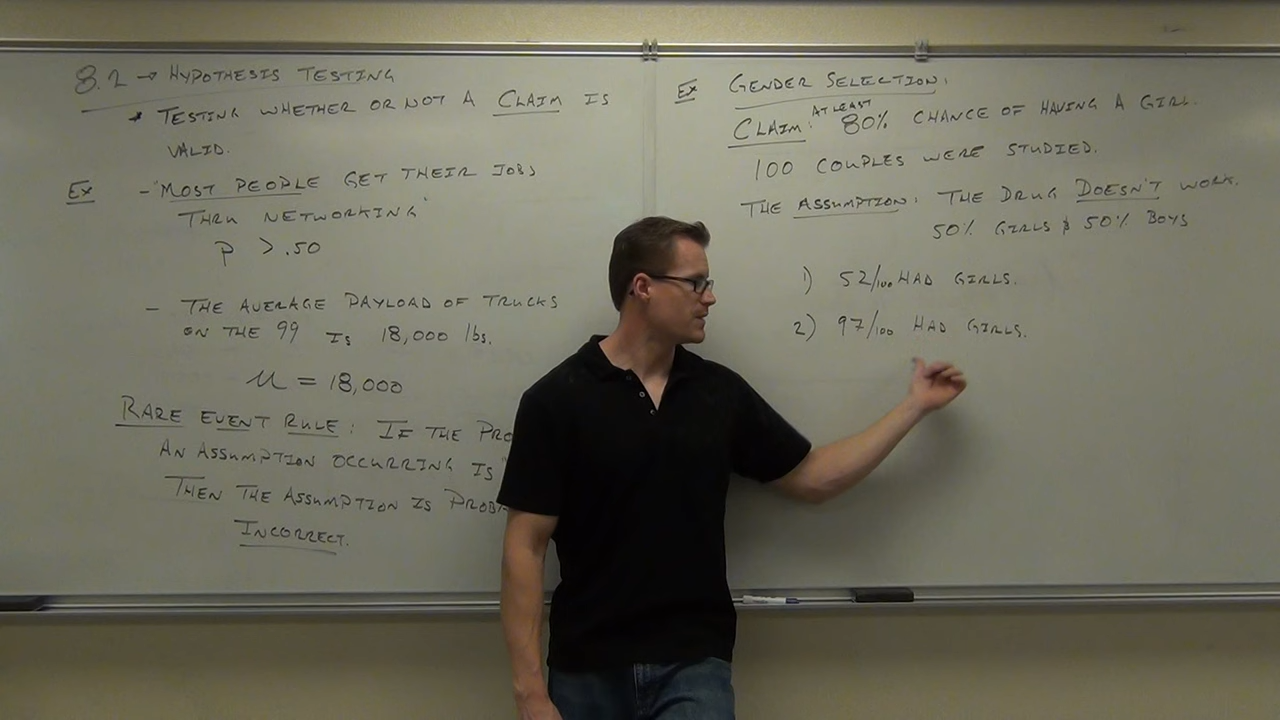 8.2 → HYPOTHESIS TESTING
* TESTING WHETHER OR NOT A CLAIM IS
VALID.
Ex - "MOST PEOPLE GET THEIR JOBS
THRU NETWORKING"
P > .50
- THE AVERAGE PAYLOAD OF TRUCKS
ON THE 99 IS 18,000 lbs.
μ = 18,000
RARE EVENT RULE: IF THE
AN ASSUMPTION OCCURRING IS
THEN THE ASSUMPTION IS
INCORRECT.
Ex GENDER SELECTION:
AT LEAST
CLAIM: 80% CHANCE OF HAVING A GIRL.
100 COUPLES WERE STUDIED.
THE ASSUMPTION: THE DRUG DOESN'T WORK.
50% GIRLS & 50% BOYS
1) 52/100 HAD GIRLS.
2) 97/100 HAD GIRLS.